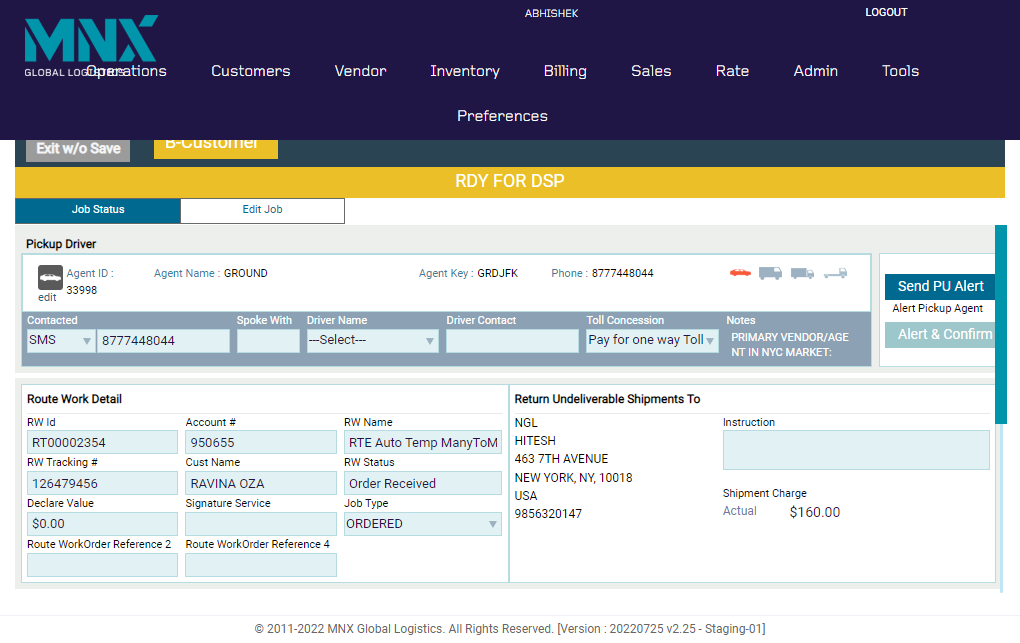 ABHISHEK
LOGOUT
MNX
GLOBAL LOGISTICS
Operations Customers Vendor Inventory Billing Sales Rate Admin Tools
Preferences
Exit w/o Save B-Customer
RDY FOR DSP
Job Status Edit Job
Pickup Driver
Agent ID : 33998
edit
Agent Name : GROUND
Agent Key : GRDJFK
Phone : 8777448044
Send PU Alert
Alert Pickup Agent
Alert & Confirm
Contacted Spoke With Driver Name Driver Contact Toll Concession Notes
SMS 8777448044 ---Select--- Pay for one way Toll
PRIMARY VENDOR/AGE
NT IN NYC MARKET:
Route Work Detail
RW Id Account # RW Name
RT00002354 950655 RTE Auto Temp ManyToM
RW Tracking # Cust Name RW Status
126479456 RAVINA OZA Order Received
Declare Value Signature Service Job Type
$0.00 ORDERED
Route WorkOrder Reference 2 Route WorkOrder Reference 4
Return Undeliverable Shipments To
NGL
HITESH
463 7TH AVENUE
NEW YORK, NY, 10018
USA
9856320147
Instruction
Shipment Charge
Actual $160.00
© 2011-2022 MNX Global Logistics. All Rights Reserved. [Version : 20220725 v2.25 - Staging-01]